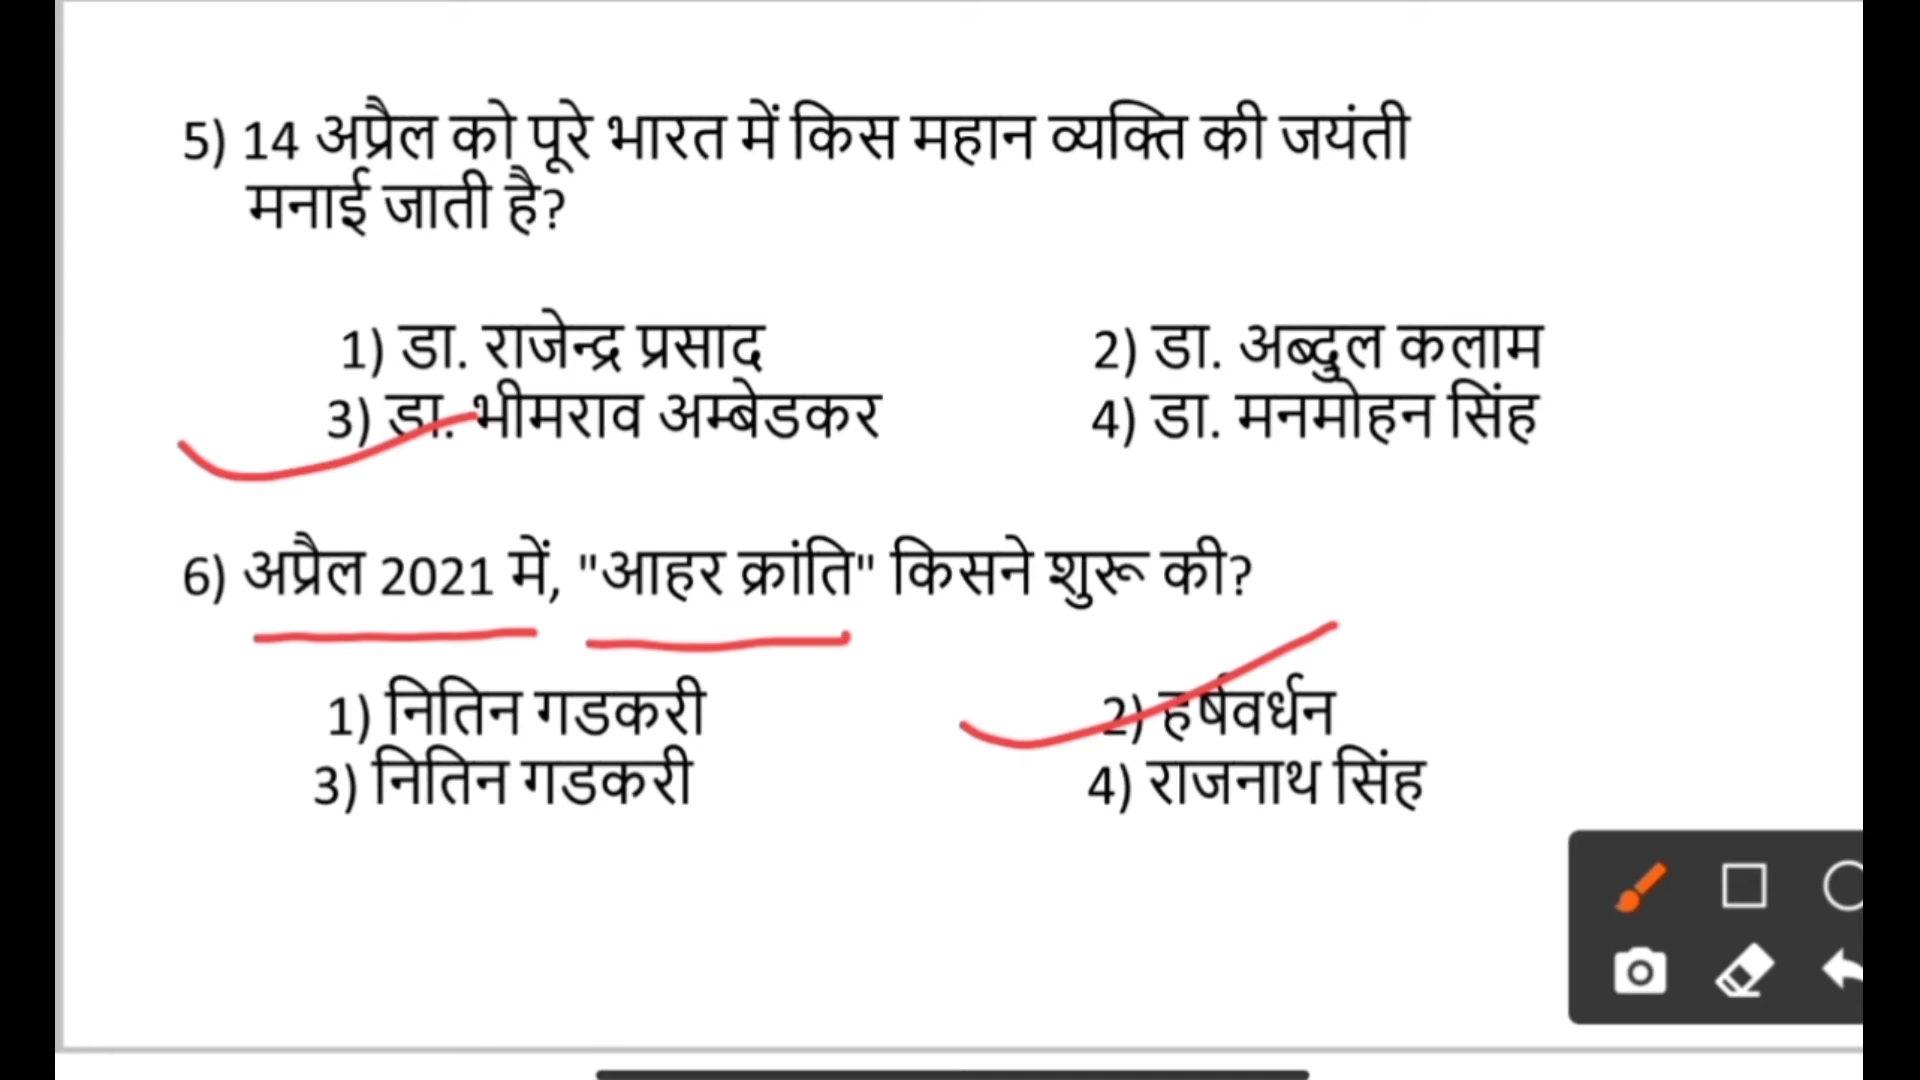 5) 14 अप्रैल को पूरे भारत में किस महान व्यक्ति की जयंती
मनाई जाती है?
1) डा. राजेन्द्र प्रसाद 2) डा. अब्दुल कलाम
3) डा. भीमराव अम्बेडकर 4) डा. मनमोहन सिंह
6) अप्रैल 2021 में, "आहर क्रांति" किसने शुरू की?
1) नितिन गडकरी 2) हर्षवर्धन
3) नितिन गडकरी 4) राजनाथ सिंह